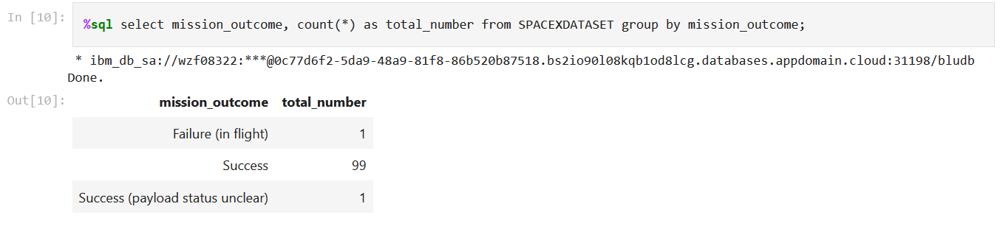 In [10]: %sql select mission_outcome, count(*) as total_number from SPACEXDATASET group by mission_outcome;
* ibm_db_sa://wzf08322:***@0c77d6f2-5da9-48a9-81f8-86b520b87518.bs2io90l08kqb1od8lcg.databases.appdomain.cloud:31198/bludb
Done.
Out[10]: mission_outcome total_number
Failure (in flight) 1
Success 99
Success (payload status unclear) 1